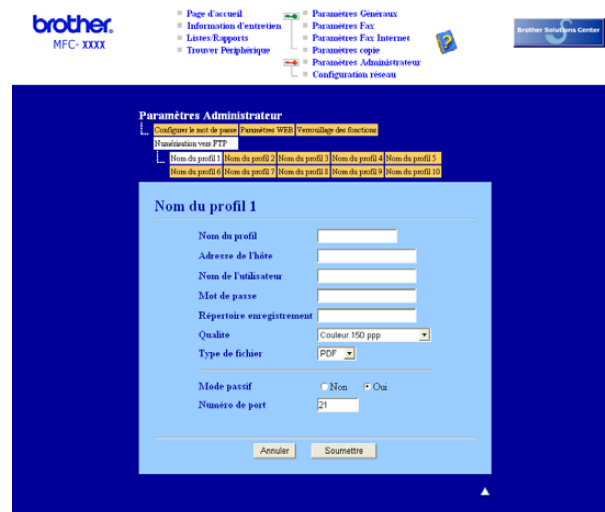 brother.
MFC- XXXX
Page d'accueil
Information d'entretien
Listes/Rapports
Trouver Périphérique
Paramètres Généraux
Paramètres Fax
Paramètres Fax Internet
Paramètres copie
Paramètres Administrateur
Configuration réseau
Brother Solutions Center
Paramètres Administrateur
Configurer le mot de passe Paramètres WEB Verrouillage des fonctions
Numérisation vers FTP
Nom du profil 1 Nom du profil 2 Nom du profil 3 Nom du profil 4 Nom du profil 5
Nom du profil 6 Nom du profil 7 Nom du profil 8 Nom du profil 9 Nom du profil 10
Nom du profil 1
Nom du profil
Adresse de l'hôte
Nom de l'utilisateur
Mot de passe
Répertoire enregistrement
Qualité Couleur 150 ppp
Type de fichier PDF
Mode passif Non Oui
Numéro de port 21
Annuler Soumettre